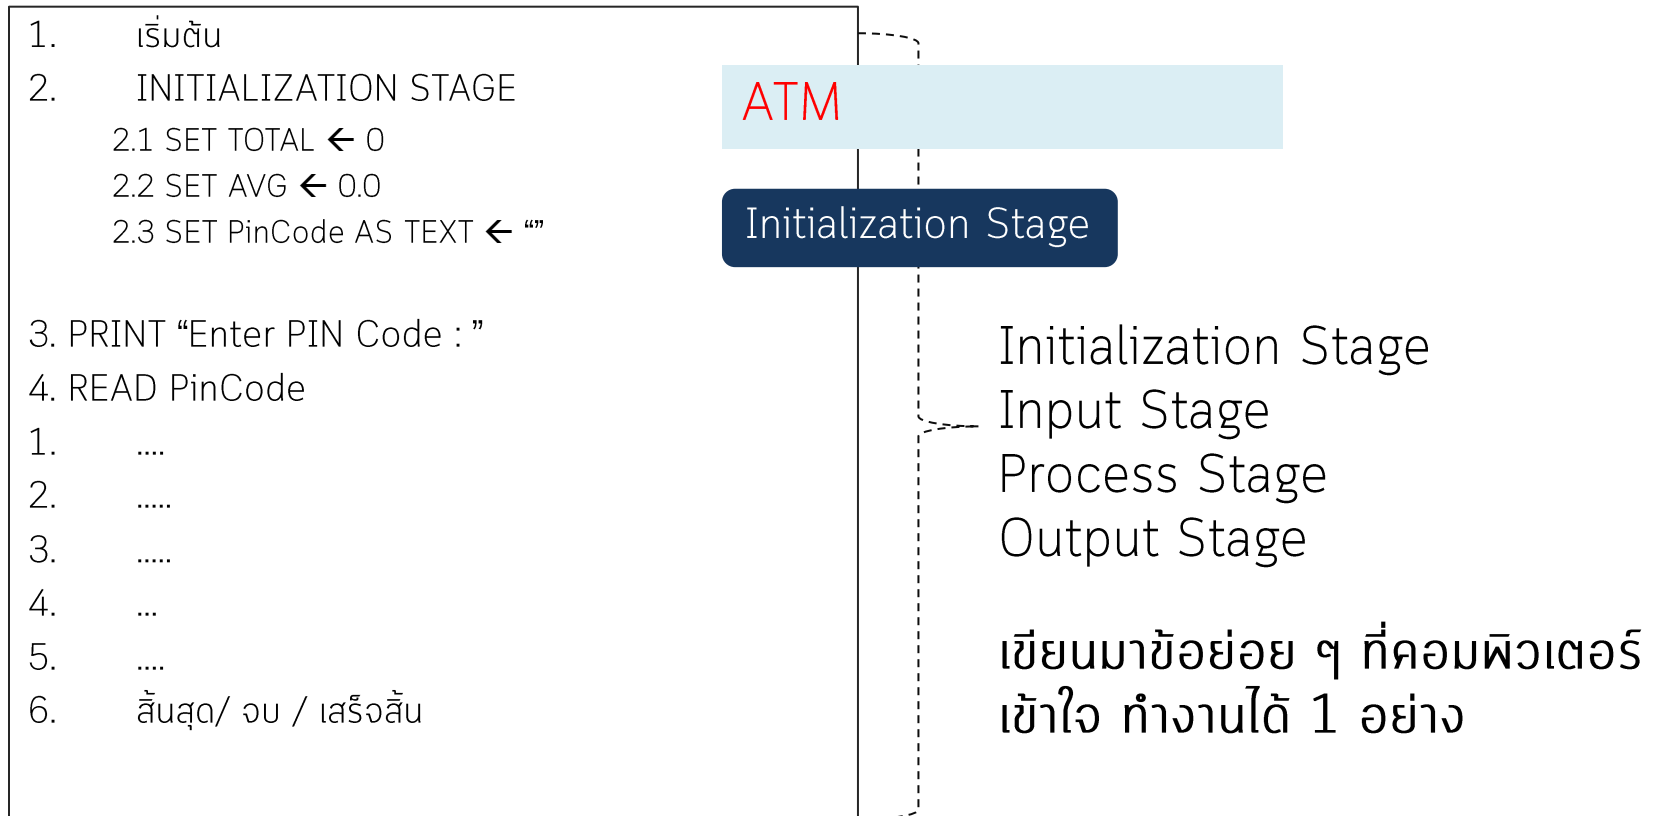 1. เริ่มต้น
2. INITIALIZATION STAGE
2.1 SET TOTAL ← 0
2.2 SET AVG ← 0.0
2.3 SET PinCode AS TEXT ← “”
3. PRINT “Enter PIN Code : ”
4. READ PinCode
1. ....
2. .....
3. .....
4. ...
5. ....
6. สิ้นสุด/ จบ / เสร็จสิ้น
ATM
Initialization Stage
Initialization Stage
Input Stage
Process Stage
Output Stage
เขียนมาข้อย่อย ๆ ที่คอมพิวเตอร์
เข้าใจ ทำงานได้ 1 อย่าง